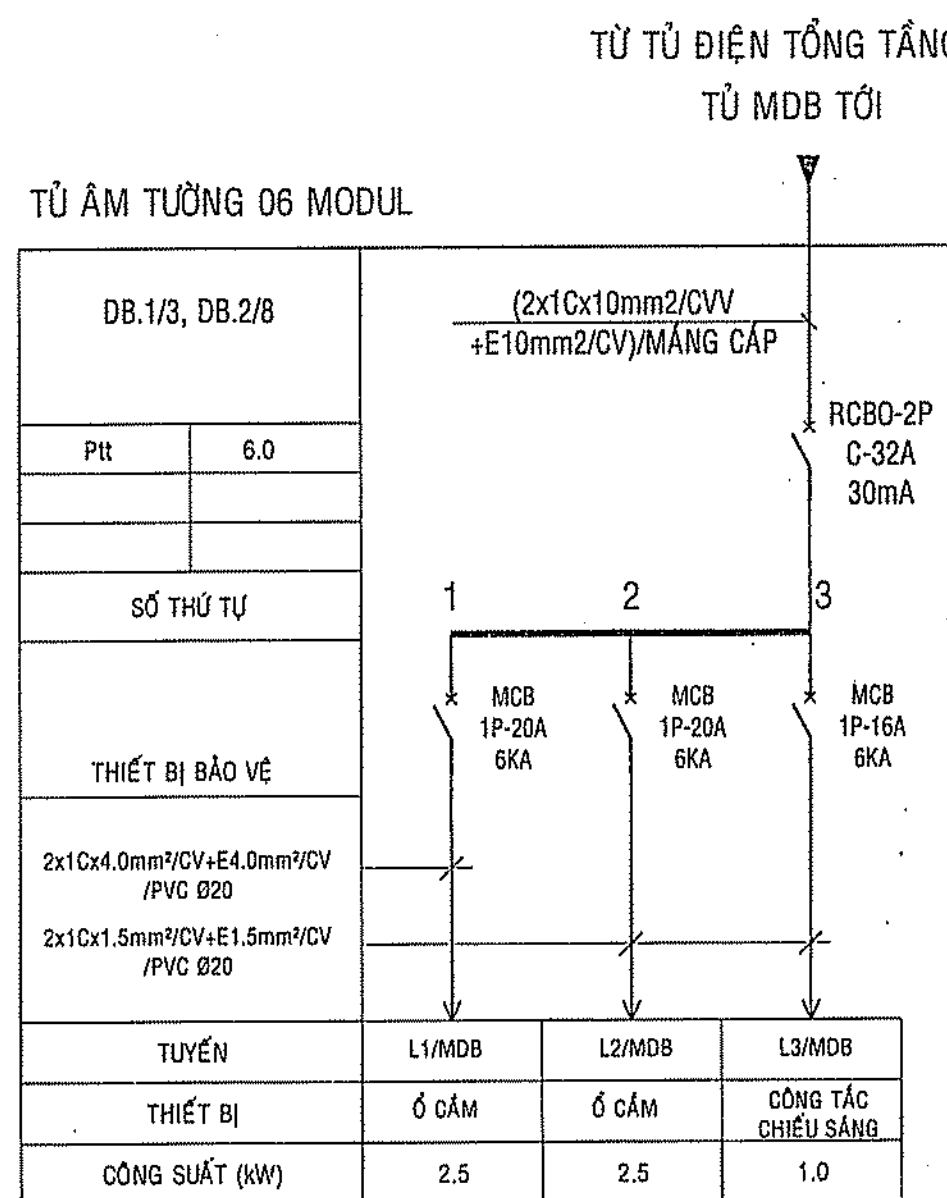 TỪ TỦ ĐIỆN TỔNG TẦNG
TỦ MDB TỚI
TỦ ÂM TƯỜNG 06 MODUL
DB.1/3, DB.2/8
(2x1Cx10mm2/CVV
+E10mm2/CV)/MÁNG CÁP
RCBO-2P
C-32A
30mA
Ptt 6.0
SỐ THỨ TỰ
1 2 3
MCB
1P-20A
6KA
MCB
1P-20A
6KA
MCB
1P-16A
6KA
THIẾT BỊ BẢO VỆ
2x1Cx4.0mm²/CV+E4.0mm²/CV
/PVC Ø20
2x1Cx1.5mm²/CV+E1.5mm²/CV
/PVC Ø20
TUYẾN L1/MDB L2/MDB L3/MDB
THIẾT BỊ Ổ CẮM Ổ CẮM CÔNG TẮC
CHIẾU SÁNG
CÔNG SUẤT (kW) 2.5 2.5 1.0